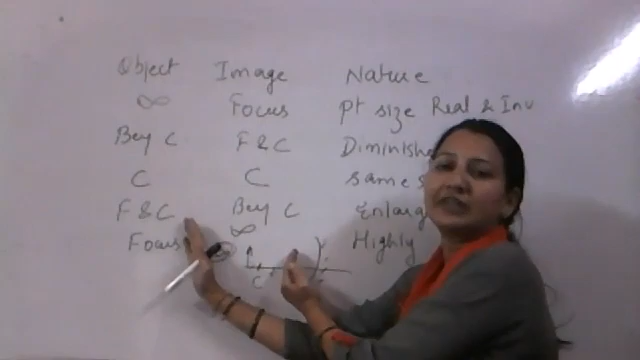 Object Image Nature
∞ Focus pt size Real & Inv
Bey C F & C Diminishe
C C same s
F & C Bey C Enlarg
Focus ∞ Highly
C